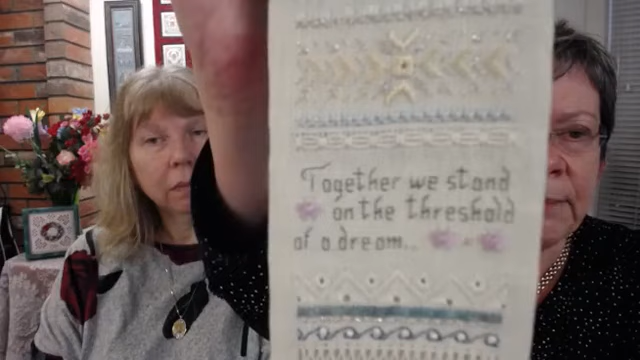 Together we stand
on the threshold
of a dream..